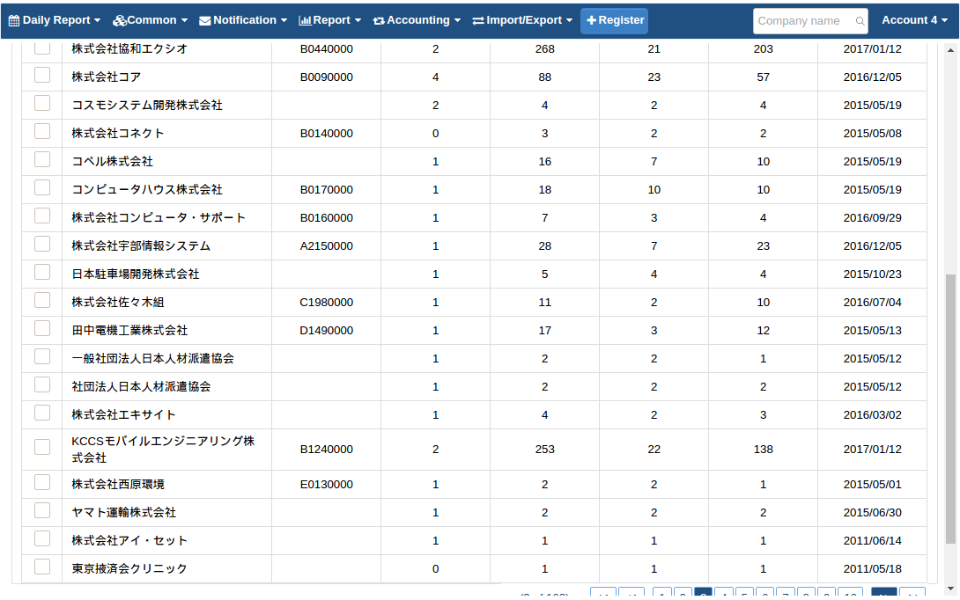 Daily Report Common Notification Report Accounting Import/Export Register Company name Account 4
株式会社協和エクシオ B0440000 2 268 21 203 2017/01/12
株式会社コア B0090000 4 88 23 57 2016/12/05
コスモシステム開発株式会社 2 4 2 4 2015/05/19
株式会社コネクト B0140000 0 3 2 2 2015/05/08
コベル株式会社 1 16 7 10 2015/05/19
コンピュータハウス株式会社 B0170000 1 18 10 10 2015/05/19
株式会社コンピュータ・サポート B0160000 1 7 3 4 2016/09/29
株式会社宇部情報システム A2150000 1 28 7 23 2016/12/05
日本駐車場開発株式会社 1 5 4 4 2015/10/23
株式会社佐々木組 C1980000 1 11 2 10 2016/07/04
田中電機工業株式会社 D1490000 1 17 3 12 2015/05/13
一般社団法人日本人材派遣協会 1 2 2 1 2015/05/12
社団法人日本人材派遣協会 1 2 2 2 2015/05/12
株式会社エキサイト 1 4 2 3 2016/03/02
KCCSモバイルエンジニアリング株
式会社 B1240000 2 253 22 138 2017/01/12
株式会社西原環境 E0130000 1 2 2 1 2015/05/01
ヤマト運輸株式会社 1 2 2 2 2015/06/30
株式会社アイ・セット 1 1 1 1 2011/06/14
東京掖済会クリニック 0 1 1 1 2011/05/18